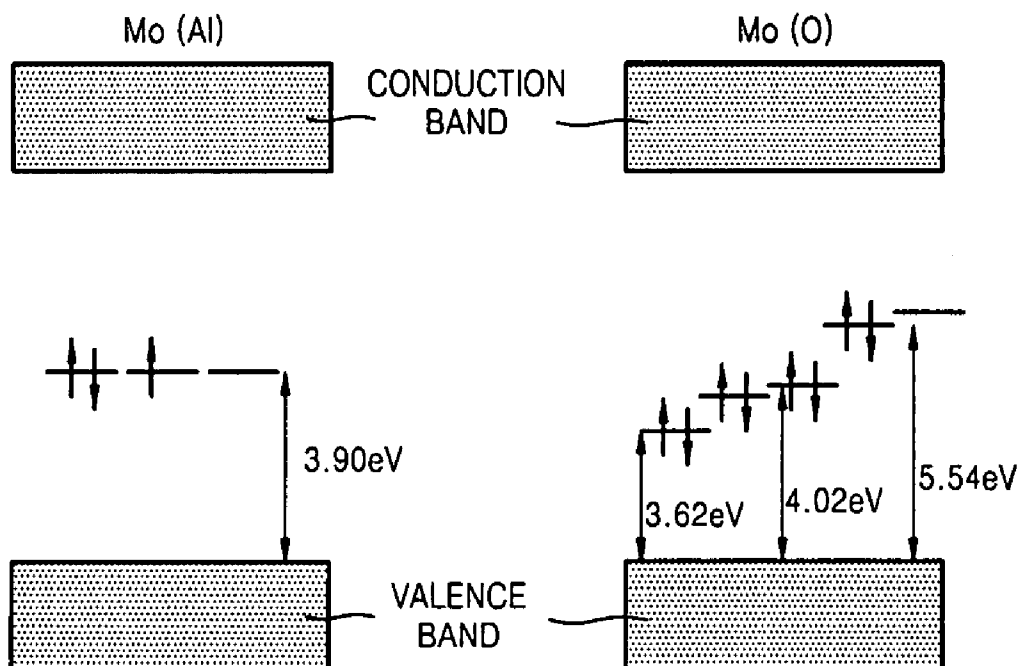 Mo (Al)
Mo (O)
CONDUCTION
BAND
3.90eV
3.62eV
4.02eV
5.54eV
VALENCE
BAND